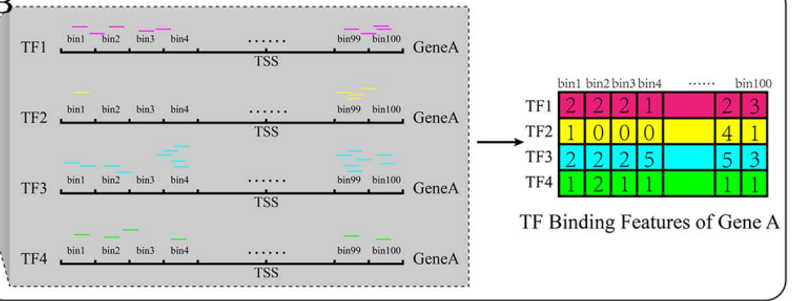 B
bin1 bin2 bin3 bin4 ...... bin99 bin100
TF1 GeneA
TSS
bin1 bin2 bin3 bin4 ...... bin99 bin100
TF2 GeneA
TSS
bin1 bin2 bin3 bin4 ...... bin99 bin100
TF3 GeneA
TSS
bin1 bin2 bin3 bin4 ...... bin99 bin100
TF4 GeneA
TSS
bin1 bin2 bin3 bin4 ...... bin100
TF1 2 2 2 1 2 3
TF2 1 0 0 0 4 1
TF3 2 2 2 5 5 3
TF4 1 2 1 1 1 1
TF Binding Features of Gene A